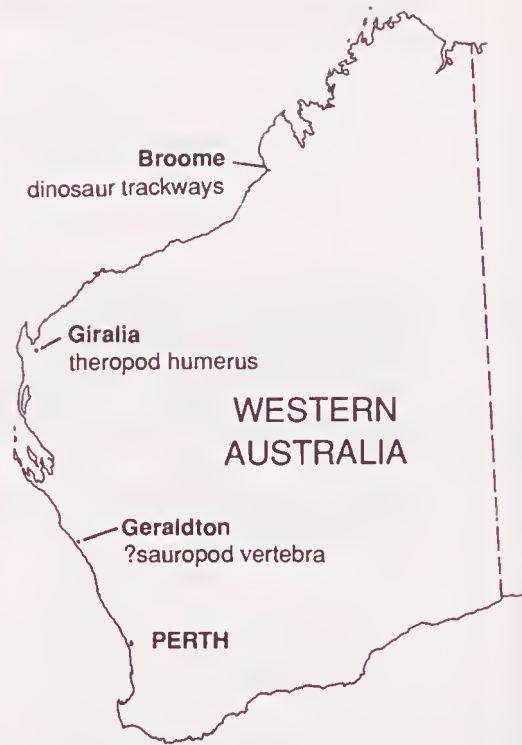 Broome
dinosaur trackways
Giralia
theropod humerus
WESTERN
AUSTRALIA
Geraldton
?sauropod vertebra
PERTH